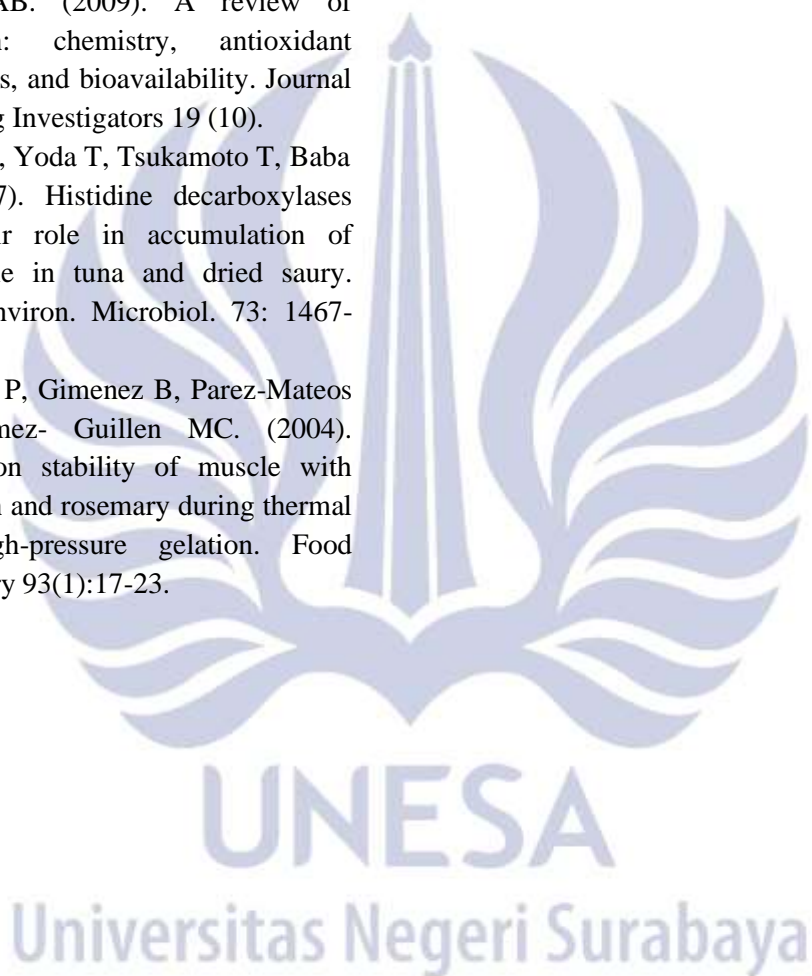 AB. (2009). A review of
: chemistry, antioxidant
s, and bioavailability. Journal
g Investigators 19 (10).
, Yoda T, Tsukamoto T, Baba
7). Histidine decarboxylases
ir role in accumulation of
e in tuna and dried saury.
nviron. Microbiol. 73: 1467-
P, Gimenez B, Parez-Mateos
mez- Guillen MC. (2004).
on stability of muscle with
n and rosemary during thermal
gh-pressure gelation. Food
ry 93(1):17-23.
UNESA
Universitas Negeri Surabaya